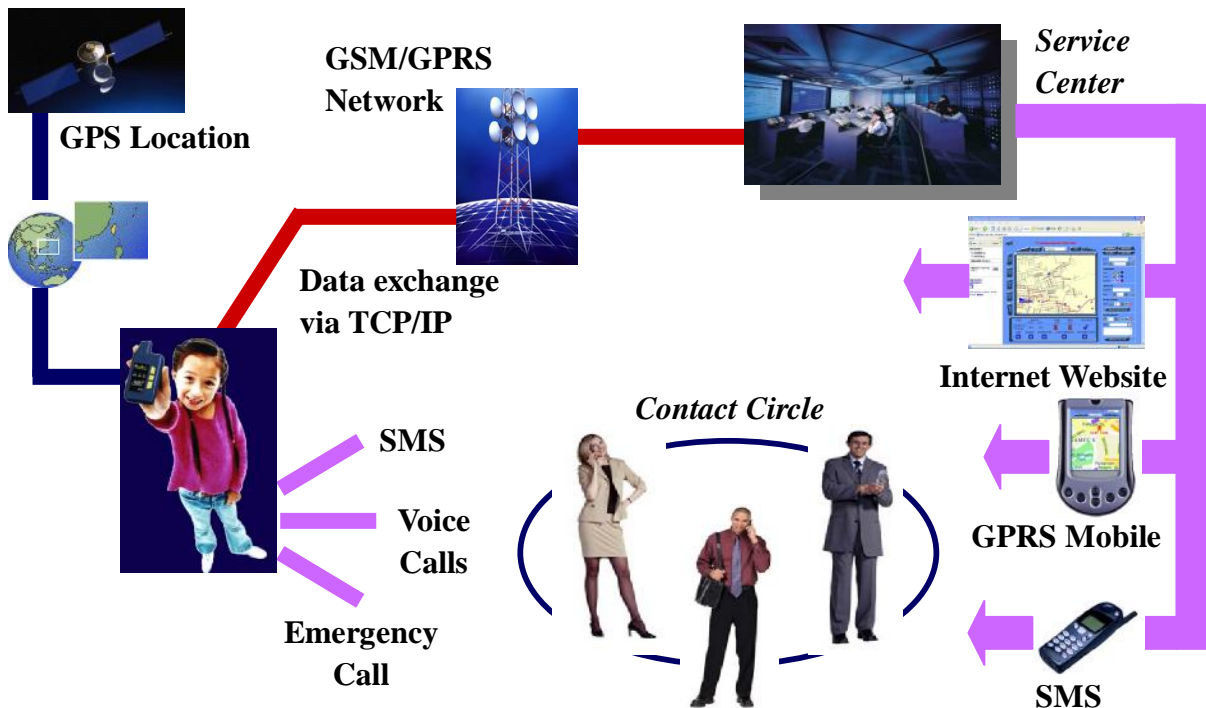 GSM/GPRS
Network
Service
Center
GPS Location
Data exchange
via TCP/IP
Internet Website
Contact Circle
SMS
Voice
Calls
GPRS Mobile
Emergency
Call
SMS